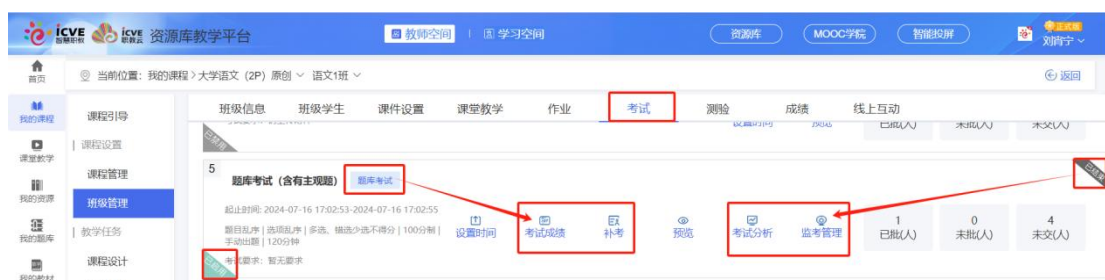 icve 智慧职教 icve 职教云 资源库教学平台 教师空间 学习空间 资源库 MOOC学院 智能投屏 正式版 刘尚宁
首页 当前位置：我的课程>大学语文（2P）原创 语文1班 返回
我的课程 课程引导 班级信息 班级学生 课件设置 课堂教学 作业 考试 测验 成绩 线上互动
已启用 设置时间 预览 已批(人) 未批(人) 未交(人)
课堂教学 课程设置
我的资源 课程管理 5 题库考试（含有主观题） 题库考试 已结束
班级管理 起止时间: 2024-07-16 17:02:53-2024-07-16 17:02:55
我的题库 教学任务 题目乱序 | 选项乱序 | 多选、错选少选不得分 | 100分制 |
手动出题 | 120分钟
设置时间 考试成绩 补考 预览 考试分析 监考管理 1 0 4
已批(人) 未批(人) 未交(人)
我的教材 课程设计 已启用 考试要求：暂无要求